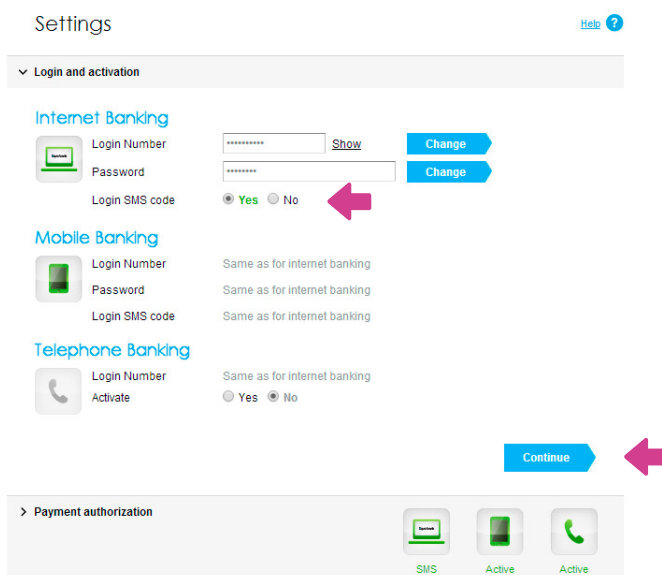 Settings
Help ?
Login and activation
Internet Banking
Login Number ********** Show Change
Password ******** Change
Login SMS code Yes No
Mobile Banking
Login Number Same as for internet banking
Password Same as for internet banking
Login SMS code Same as for internet banking
Telephone Banking
Login Number Same as for internet banking
Activate Yes No
Continue
Payment authorization
SMS Active Active